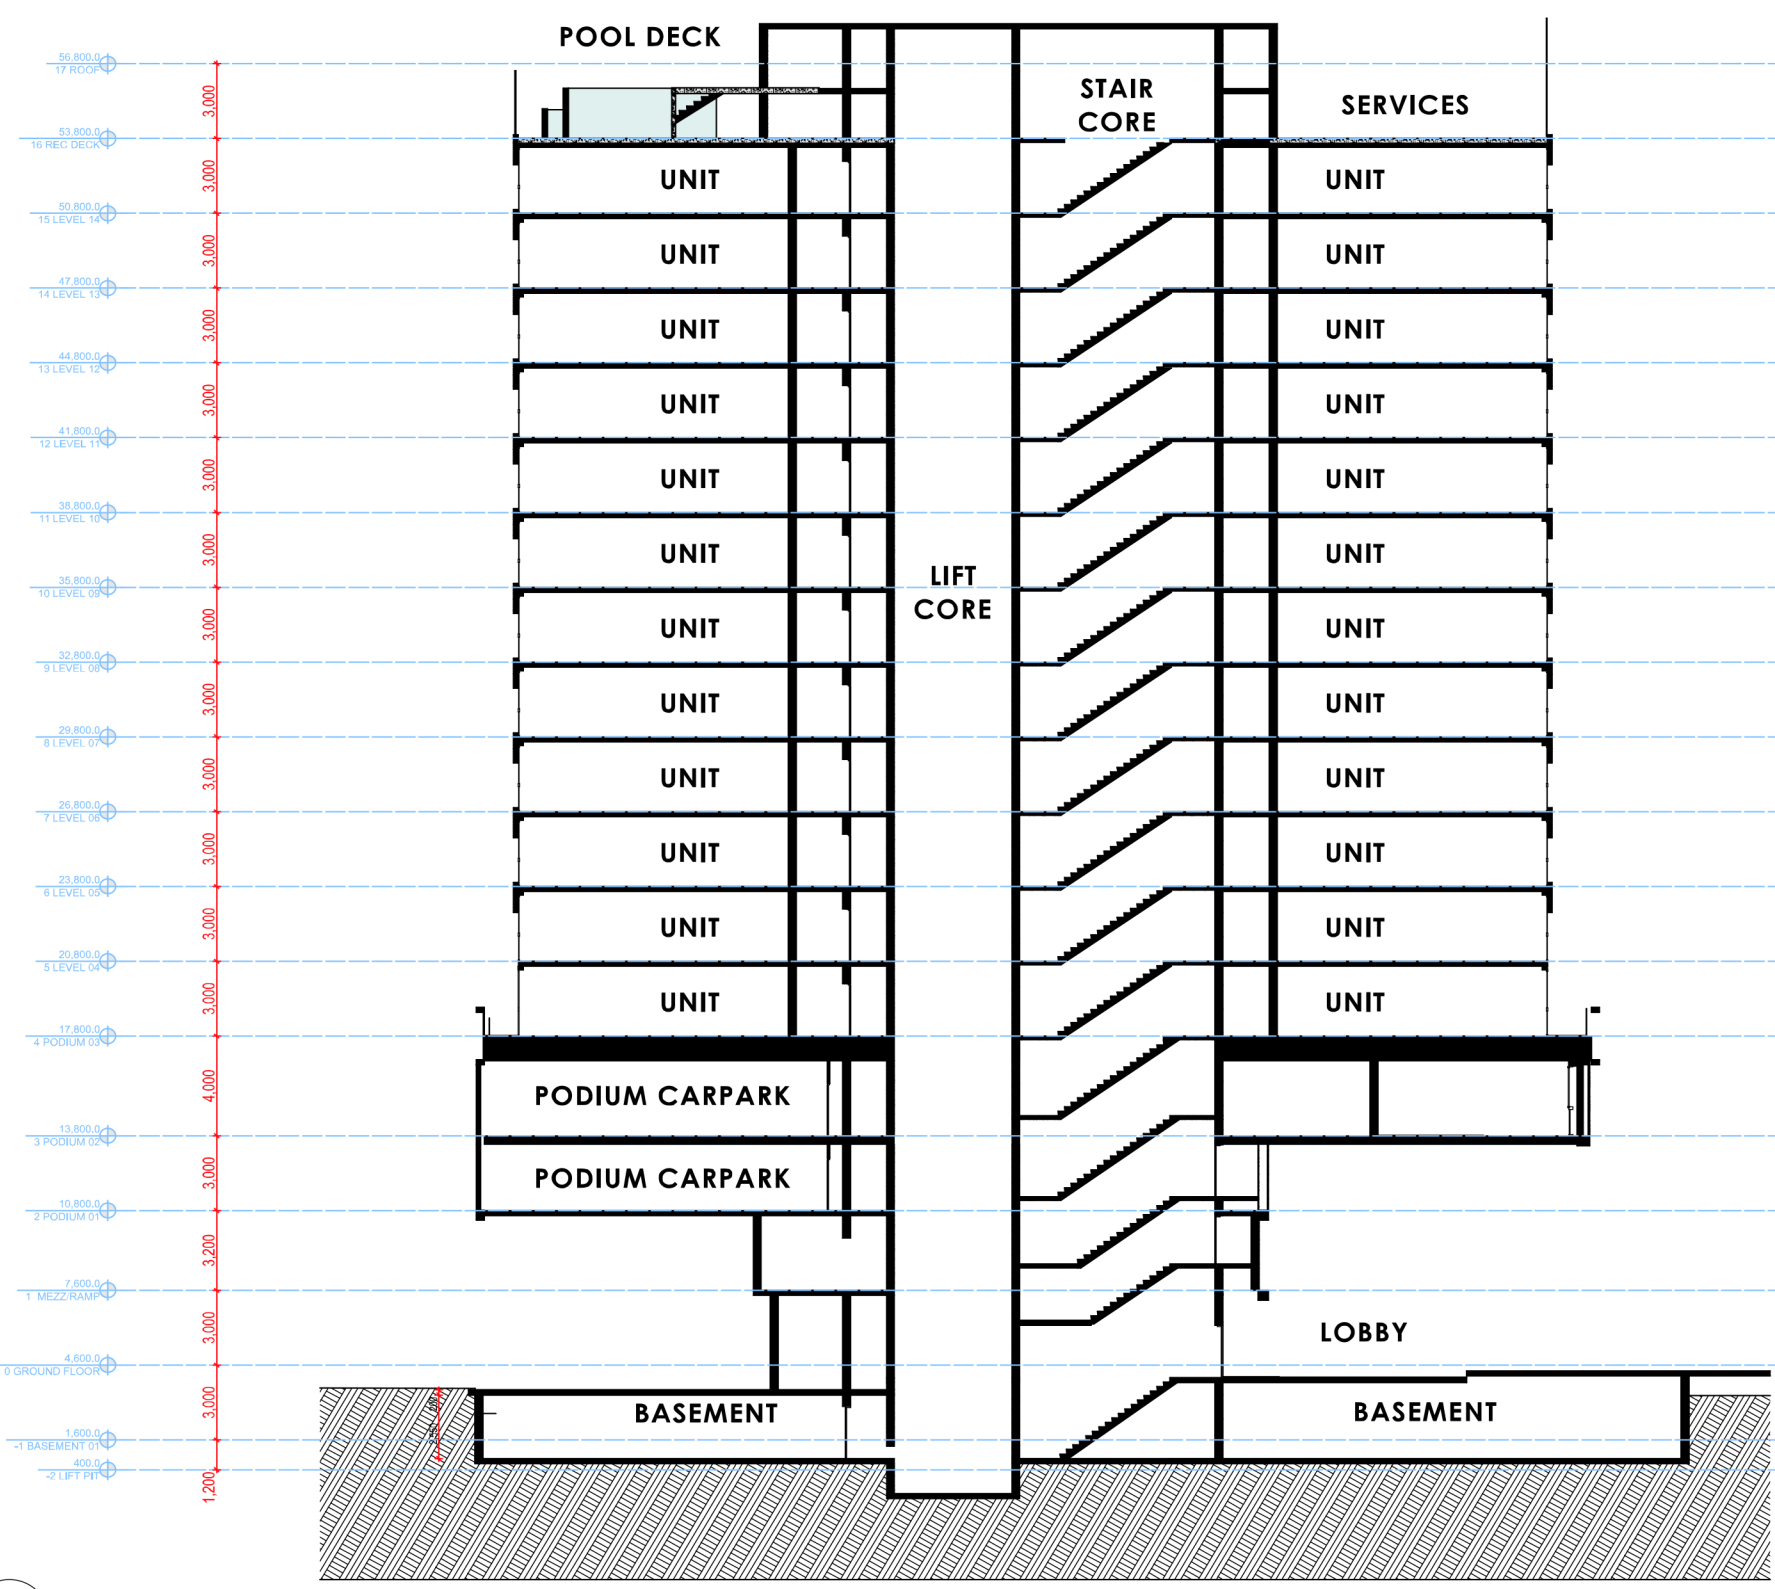 POOL DECK
56,800.0
17 ROOF
3,000
STAIR
CORE
SERVICES
53,800.0
16 REC DECK
3,000
UNIT
UNIT
50,800.0
15 LEVEL 14
3,000
UNIT
UNIT
47,800.0
14 LEVEL 13
3,000
UNIT
UNIT
44,800.0
13 LEVEL 12
3,000
UNIT
UNIT
41,800.0
12 LEVEL 11
3,000
UNIT
UNIT
38,800.0
11 LEVEL 10
3,000
UNIT
UNIT
LIFT
CORE
35,800.0
10 LEVEL 09
3,000
UNIT
UNIT
32,800.0
9 LEVEL 08
3,000
UNIT
UNIT
29,800.0
8 LEVEL 07
3,000
UNIT
UNIT
26,800.0
7 LEVEL 06
3,000
UNIT
UNIT
23,800.0
6 LEVEL 05
3,000
UNIT
UNIT
20,800.0
5 LEVEL 04
3,000
UNIT
UNIT
17,800.0
4 PODIUM 03
4,000
PODIUM CARPARK
13,800.0
3 PODIUM 02
3,000
PODIUM CARPARK
10,800.0
2 PODIUM 01
3,200
7,600.0
1 MEZZ/RAMP
3,000
LOBBY
4,600.0
0 GROUND FLOOR
3,000
BASEMENT
BASEMENT
1,600.0
-1 BASEMENT 01
400.0
-2 LIFT PIT
1,200